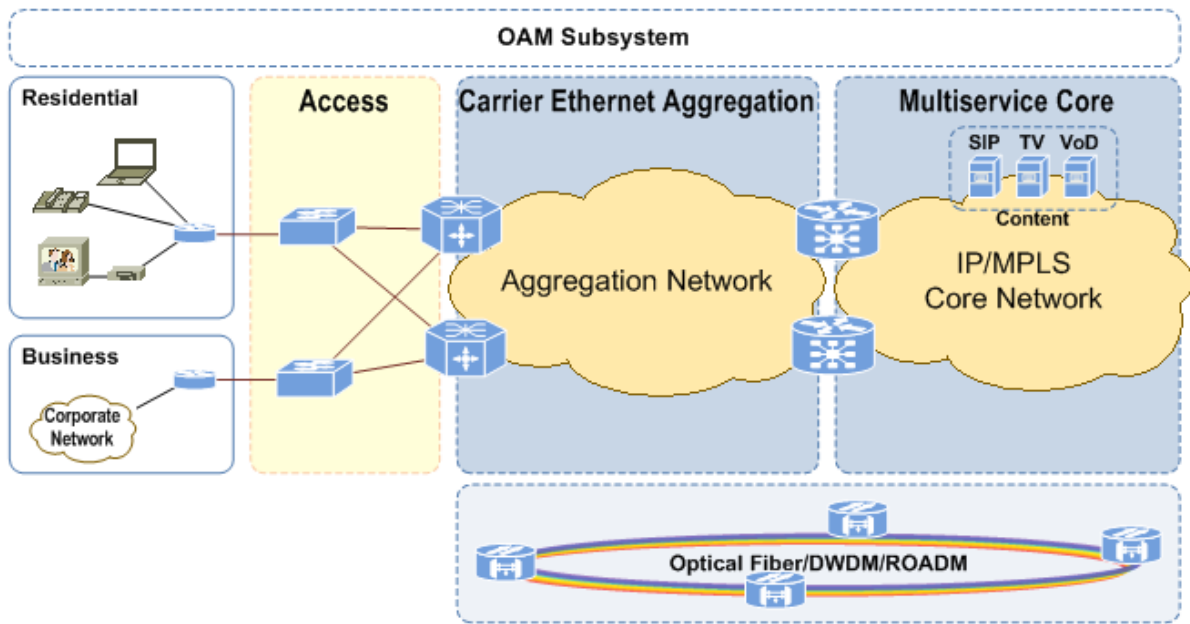 OAM Subsystem
Residential
Access
Carrier Ethernet Aggregation
Multiservice Core
SIP TV VoD
Content
Aggregation Network
IP/MPLS
Core Network
Business
Corporate
Network
Optical Fiber/DWDM/ROADM